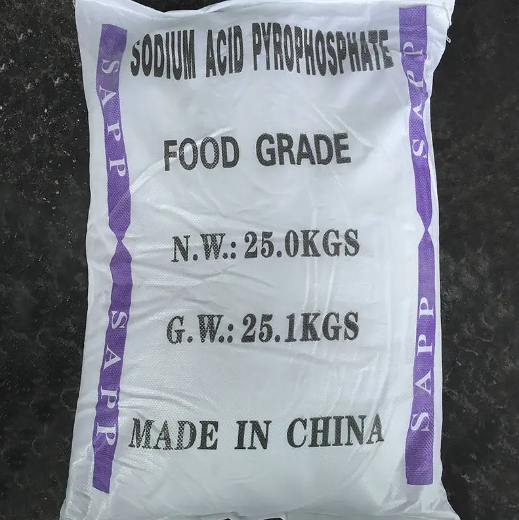 SODIUM ACID PYROPHOSPHATE
FOOD GRADE
N.W.: 25.0KGS
G.W.: 25.1KGS
MADE IN CHINA
SAPP
SAPP
SAPP
SAPP